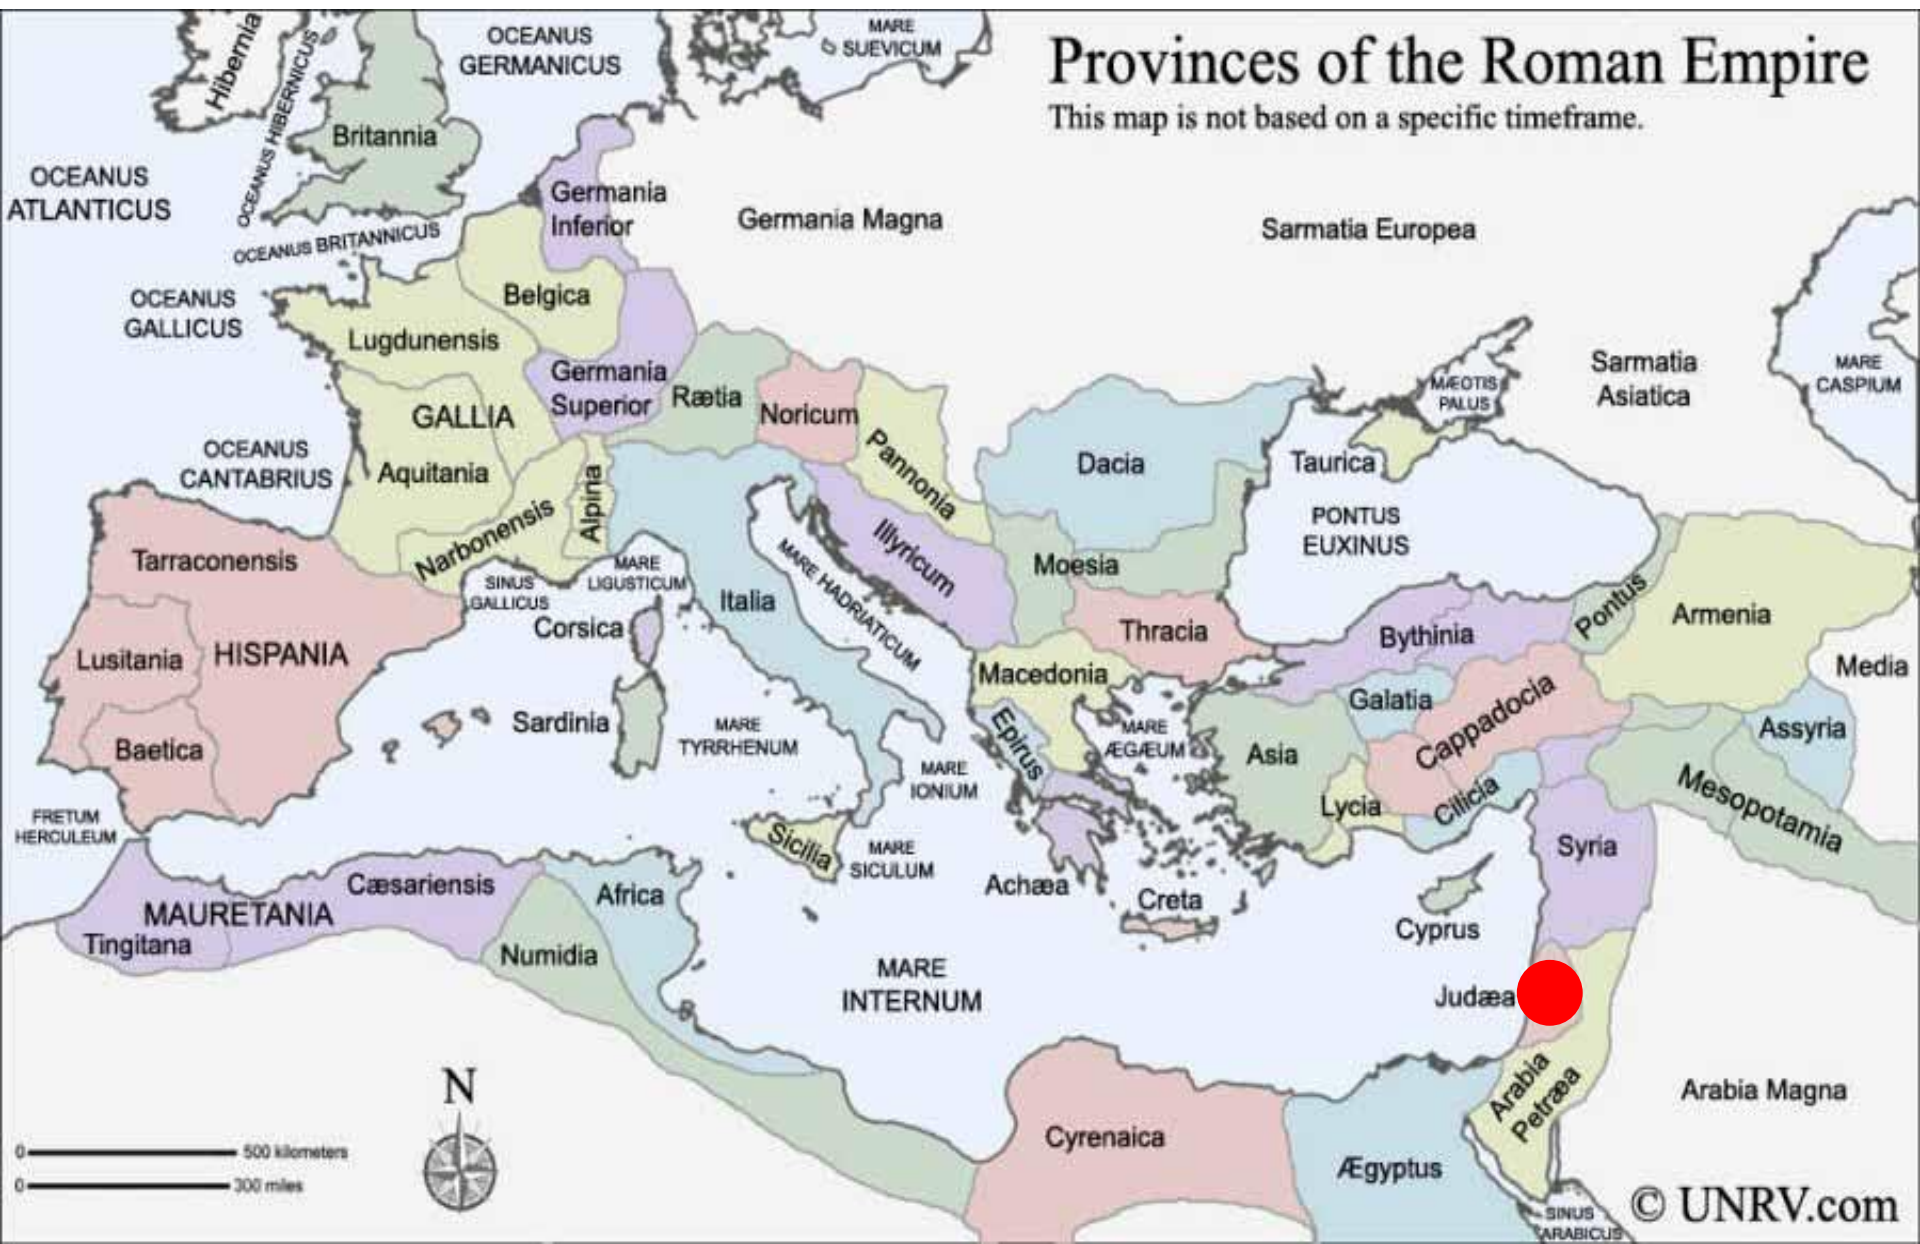 Provinces of the Roman Empire
This map is not based on a specific timeframe.
Hibernia
OCEANUS HIBERNICUS
OCEANUS
GERMANICUS
MARE
SUEVICUM
Britannia
OCEANUS
ATLANTICUS
Germania
Inferior
Germania Magna
Sarmatia Europea
OCEANUS BRITANNICUS
OCEANUS
GALLICUS
Belgica
Lugdunensis
Germania
Superior
Rætia
Noricum
Pannonia
GALLIA
Aquitania
OCEANUS
CANTABRIUS
Narbonensis
Alpina
Dacia
Taurica
MÆOTIS
PALUS
Sarmatia
Asiatica
MARE
CASPIUM
PONTUS
EUXINUS
Tarraconensis
SINUS
GALLICUS
MARE
LIGUSTICUM
MARE HADRIATICUM
Illyricum
Moesia
Italia
Corsica
Thracia
Bythinia
Pontus
Armenia
Media
Lusitania
HISPANIA
Macedonia
Galatia
Cappadocia
Assyria
Baetica
Sardinia
MARE
TYRRHENUM
Epirus
MARE
ÆGÆUM
Asia
MARE
IONIUM
Lycia
Cilicia
Mesopotamia
FRETUM
HERCULEUM
Sicilia
MARE
SICULUM
Syria
Cæsariensis
MAURETANIA
Tingitana
Africa
Numidia
Achæa
Creta
Cyprus
MARE
INTERNUM
Judæa
Arabia
Petræa
Arabia Magna
N
0
500 kilometers
0
300 miles
Cyrenaica
Ægyptus
SINUS
ARABICUS
© UNRV.com